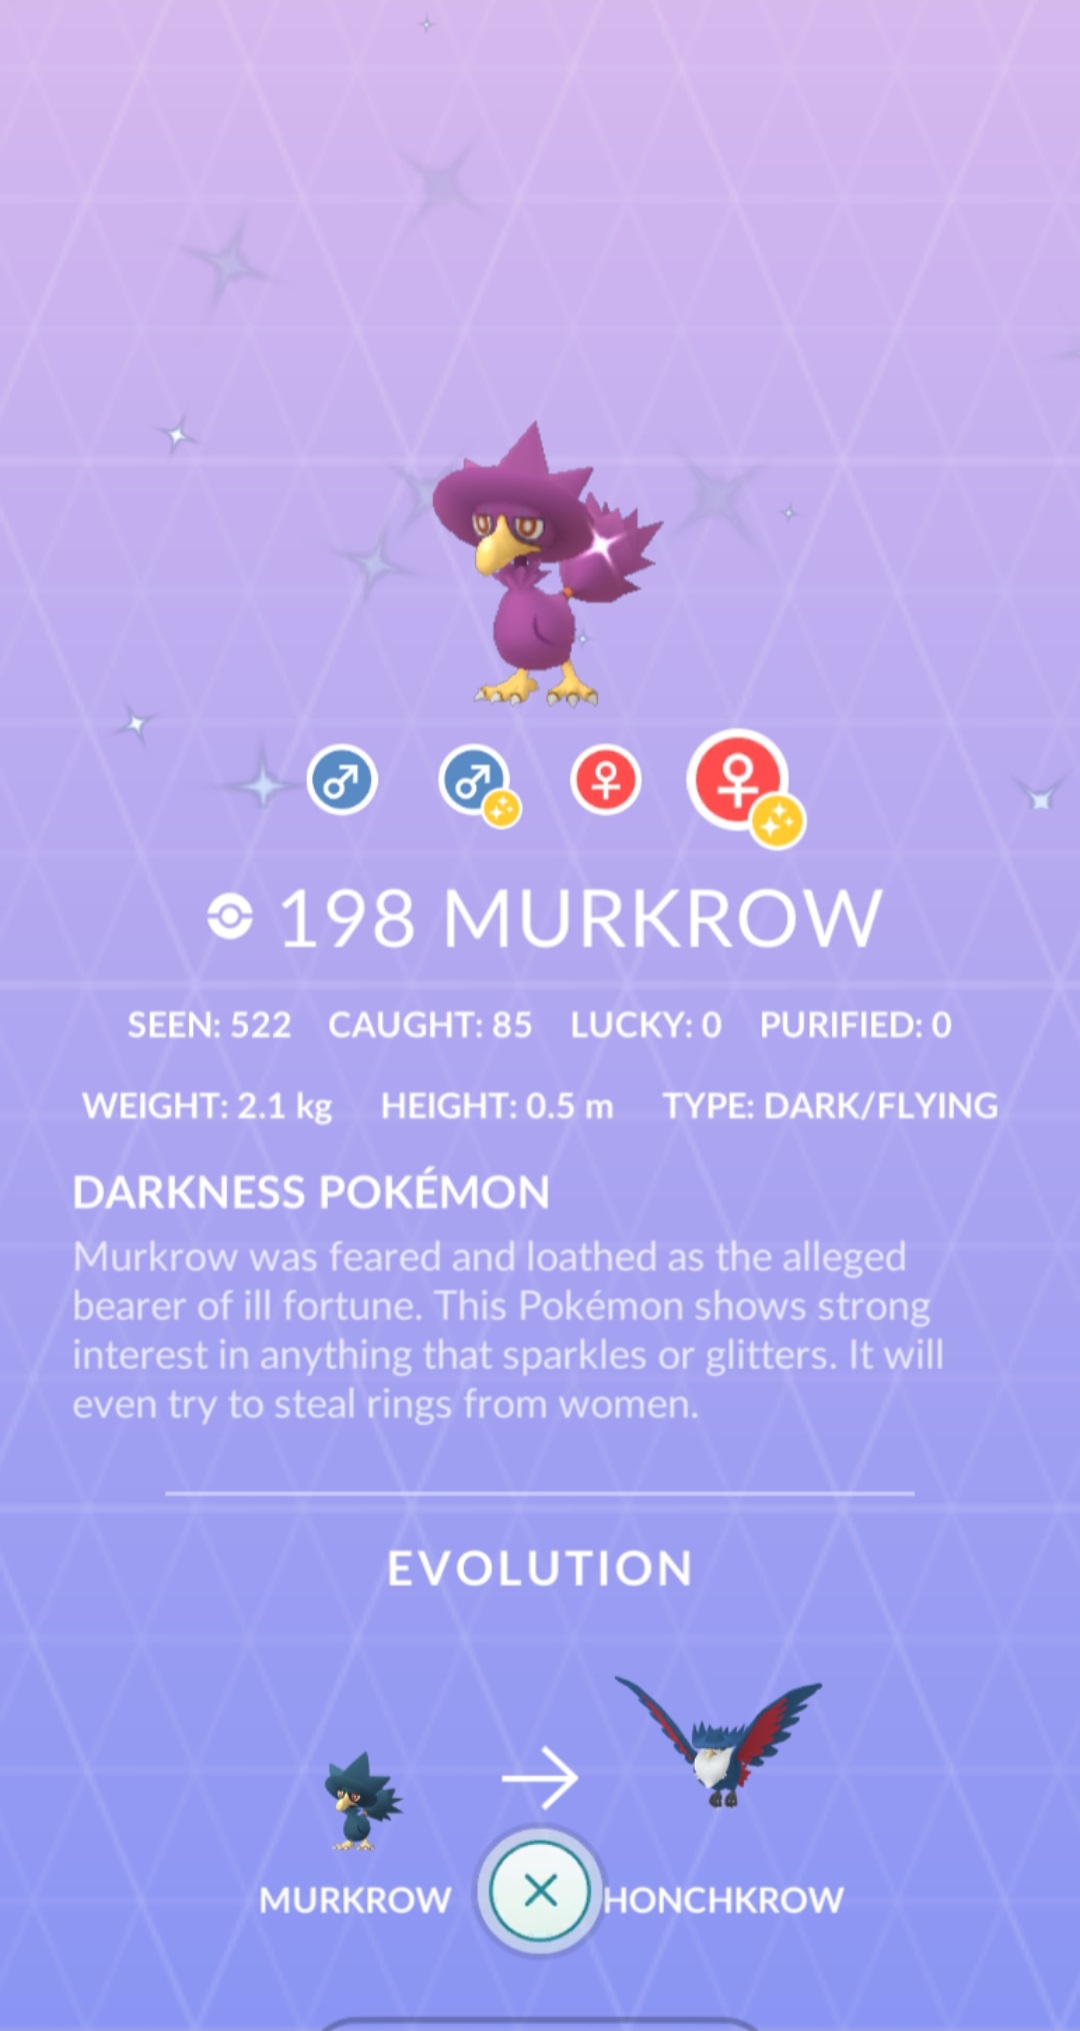 198 MURKROW
SEEN: 522 CAUGHT: 85 LUCKY: 0 PURIFIED: 0
WEIGHT: 2.1 kg HEIGHT: 0.5 m TYPE: DARK/FLYING
DARKNESS POKÉMON
Murkrow was feared and loathed as the alleged
bearer of ill fortune. This Pokémon shows strong
interest in anything that sparkles or glitters. It will
even try to steal rings from women.
EVOLUTION
MURKROW HONCHKROW